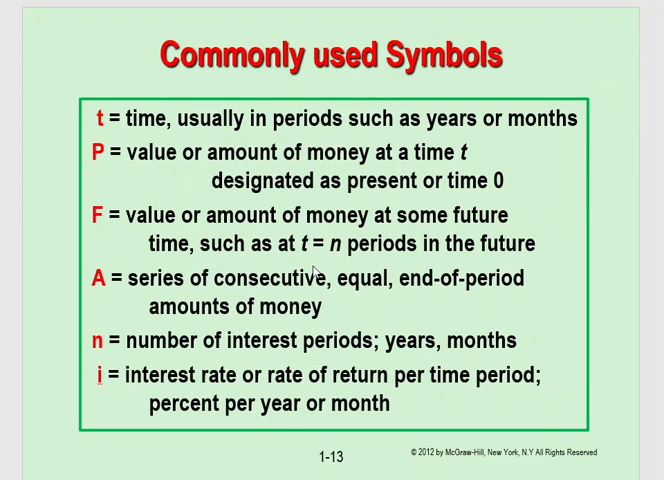 Commonly used Symbols
t = time, usually in periods such as years or months
P = value or amount of money at a time t
designated as present or time 0
F = value or amount of money at some future
time, such as at t = n periods in the future
A = series of consecutive, equal, end-of-period
amounts of money
n = number of interest periods; years, months
i = interest rate or rate of return per time period;
percent per year or month
1-13
© 2012 by McGraw-Hill, New York, N.Y All Rights Reserved